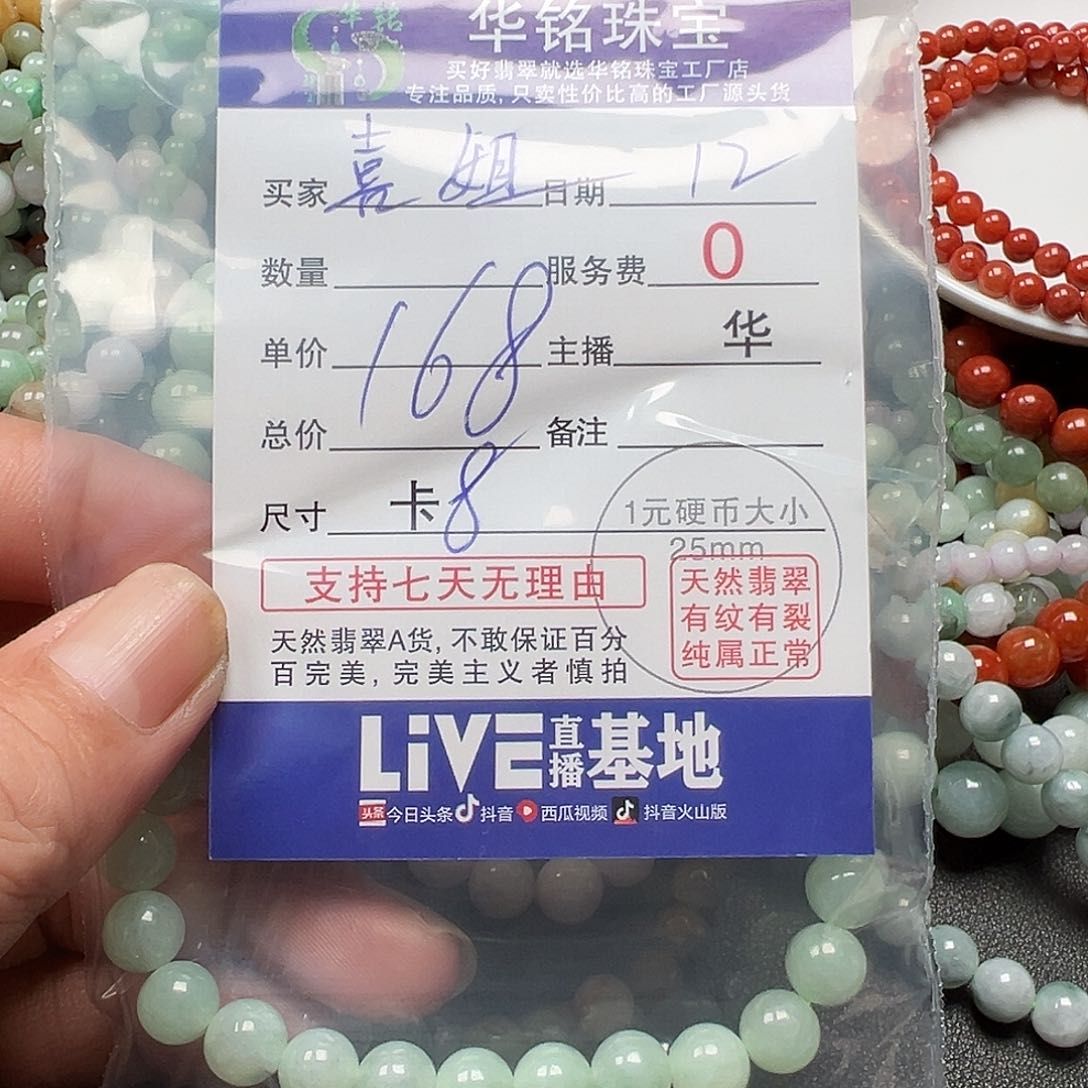 华铭
华铭珠宝
买好翡翠就选华铭珠宝工厂店
专注品质,只卖性价比高的工厂源头货
买家 喜姐 日期 12
数量 服务费 0
单价 168 主播 华
总价 备注
尺寸 卡8
1元硬币大小
25mm
支持七天无理由
天然翡翠
有纹有裂
纯属正常
天然翡翠A货,不敢保证百分
百完美,完美主义者慎拍
LiVE直播基地
头条 今日头条 抖音 西瓜视频 抖音火山版